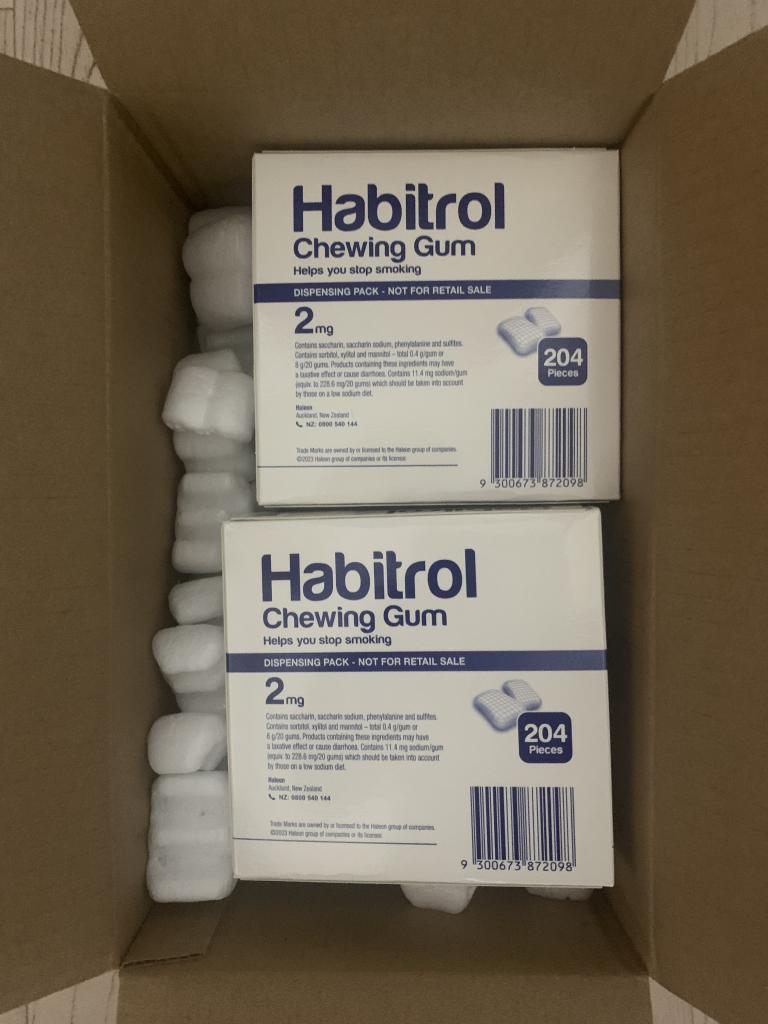 Habitrol
Chewing Gum
Helps you stop smoking
DISPENSING PACK - NOT FOR RETAIL SALE
2mg
Contains saccharin, saccharin sodium, phenylalanine and sulfites.
Contains sorbitol, xylitol and mannitol – total 0.4 g/gum or
8 g/20 gums. Products containing these ingredients may have
a laxative effect or cause diarrhoea. Contains 11.4 mg sodium/gum
(equiv. to 228.6 mg/20 gums) which should be taken into account
by those on a low sodium diet.
204
Pieces
Haleon
Auckland, New Zealand
NZ: 0800 540 144
Trade Marks are owned by or licensed to the Haleon group of companies.
©2023 Haleon group of companies or its licensor.
9 300673 872098
Habitrol
Chewing Gum
Helps you stop smoking
DISPENSING PACK - NOT FOR RETAIL SALE
2mg
Contains saccharin, saccharin sodium, phenylalanine and sulfites.
Contains sorbitol, xylitol and mannitol – total 0.4 g/gum or
8 g/20 gums. Products containing these ingredients may have
a laxative effect or cause diarrhoea. Contains 11.4 mg sodium/gum
(equiv. to 228.6 mg/20 gums) which should be taken into account
by those on a low sodium diet.
204
Pieces
Haleon
Auckland, New Zealand
NZ: 0800 540 144
Trade Marks are owned by or licensed to the Haleon group of companies.
©2023 Haleon group of companies or its licensor.
9 300673 872098